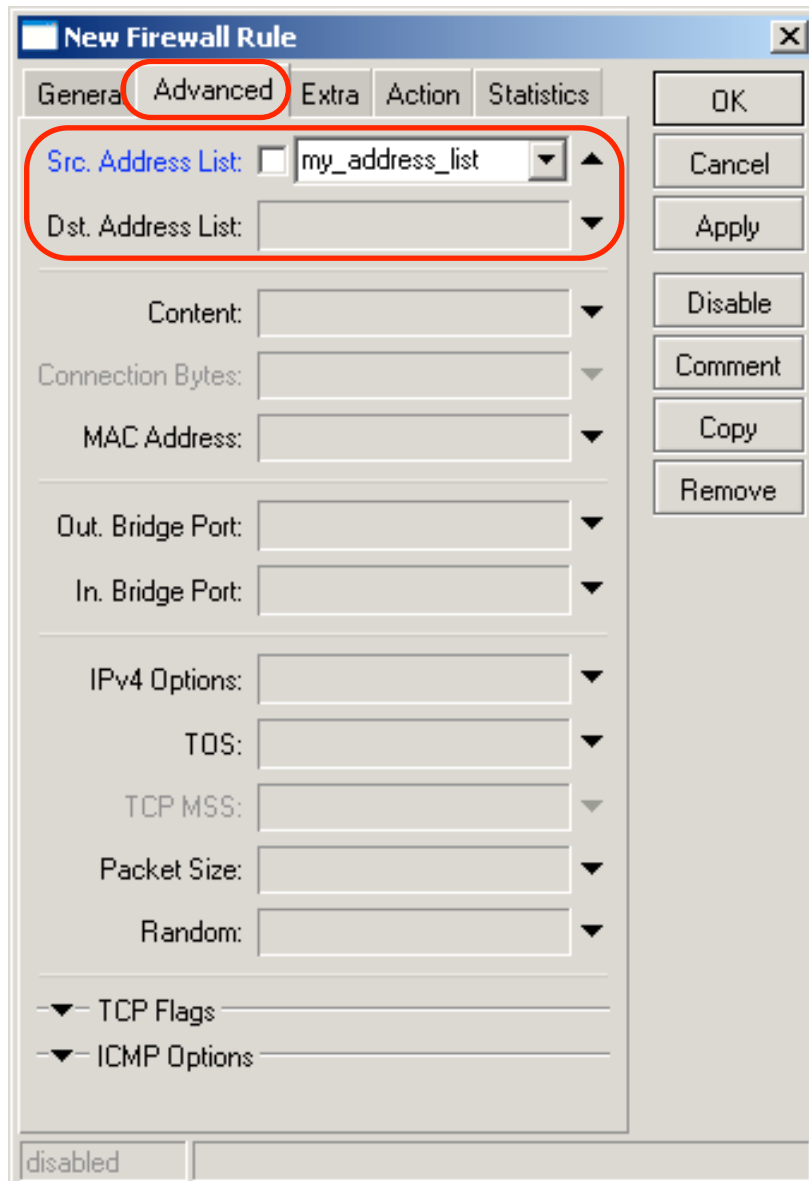 New Firewall Rule
General Advanced Extra Action Statistics
Src. Address List: my_address_list
Dst. Address List:
Content:
Connection Bytes:
MAC Address:
Out. Bridge Port:
In. Bridge Port:
IPv4 Options:
TOS:
TCP MSS:
Packet Size:
Random:
TCP Flags
ICMP Options
OK
Cancel
Apply
Disable
Comment
Copy
Remove
disabled